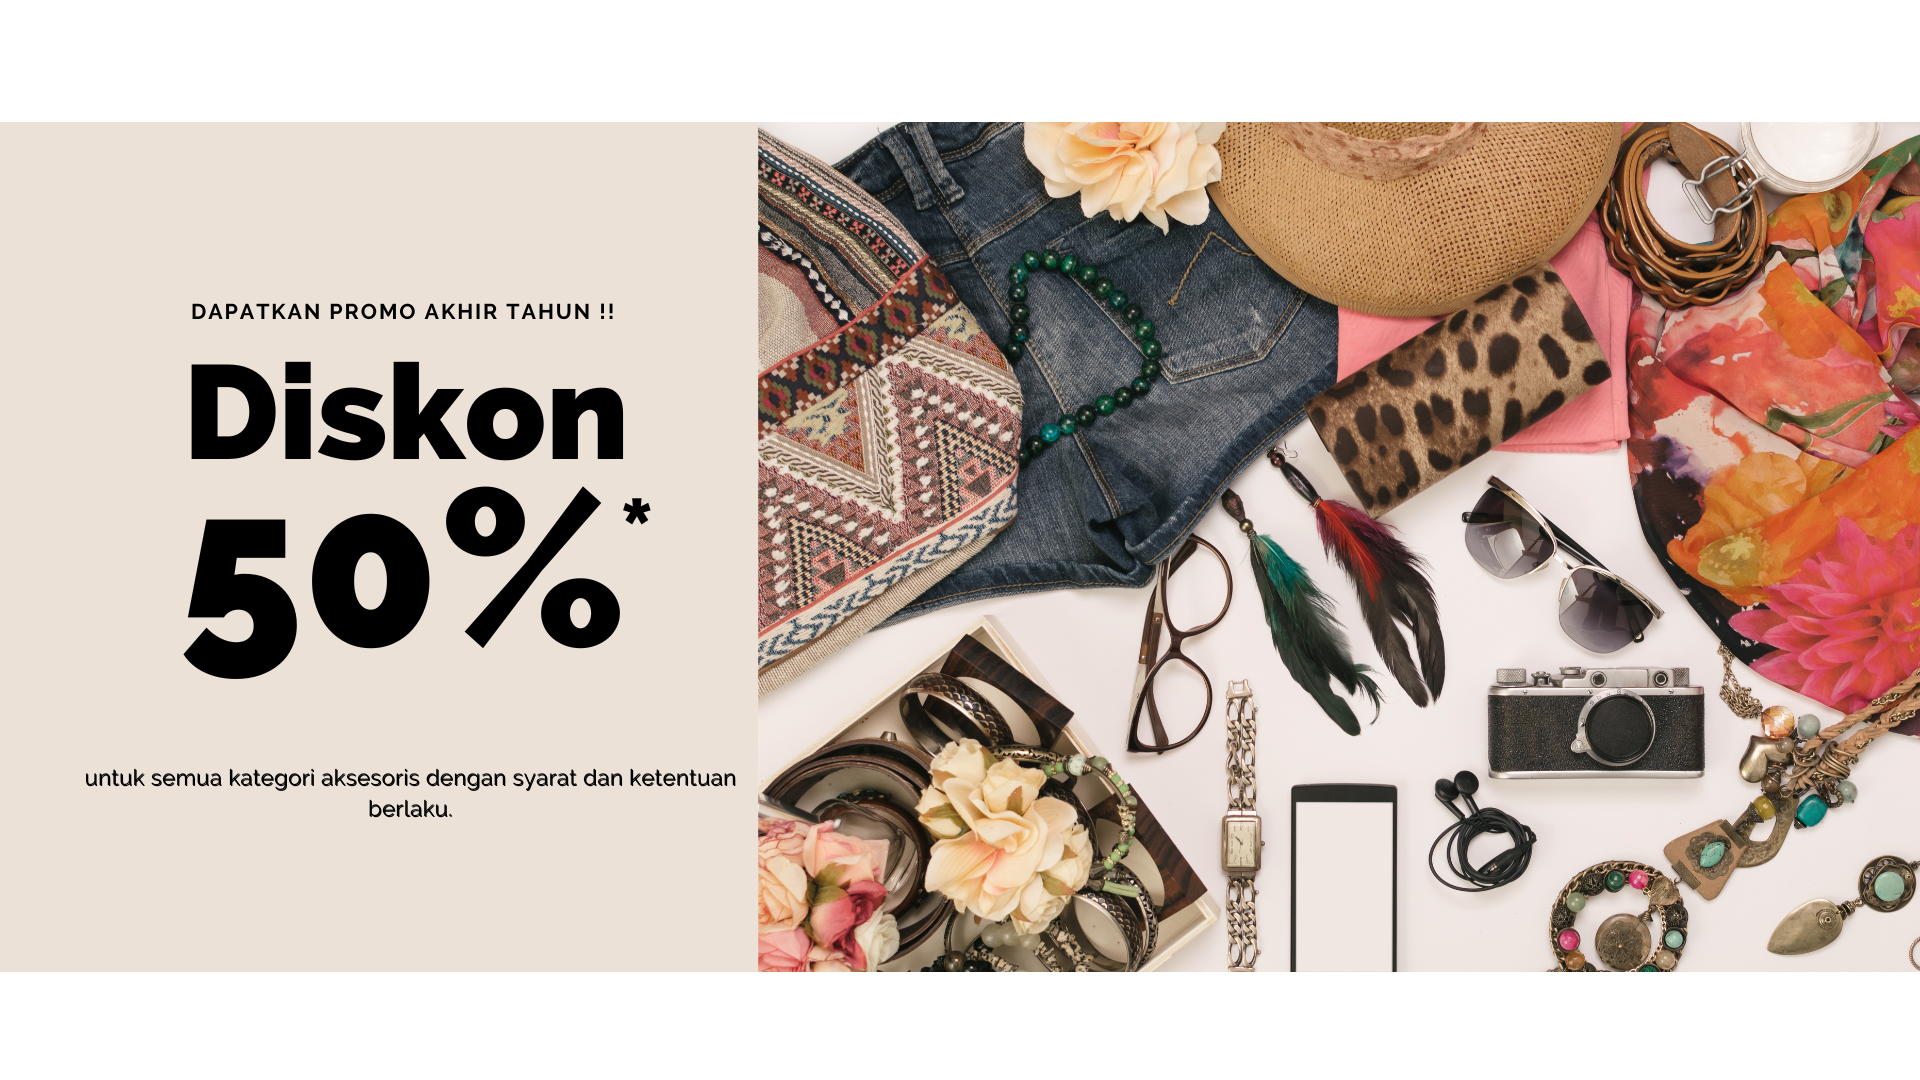 DAPATKAN PROMO AKHIR TAHUN !!
Diskon
50%*
untuk semua kategori aksesoris dengan syarat dan ketentuan
berlaku.